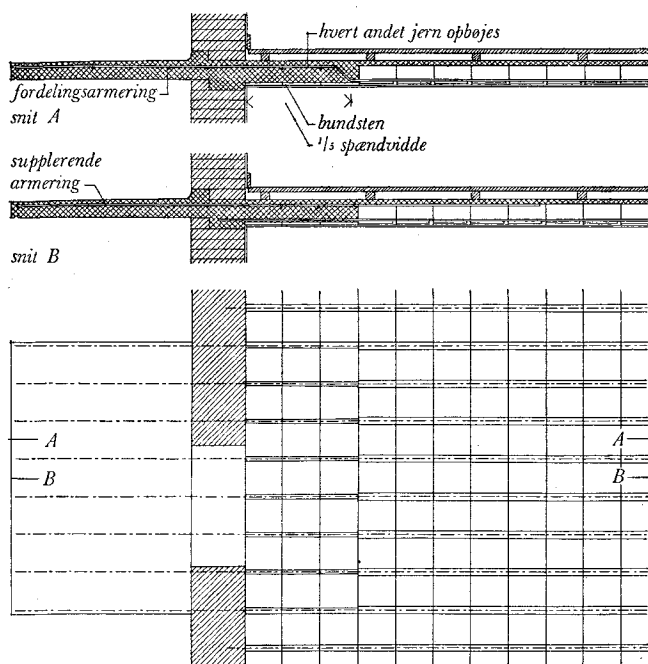 hvert andet jern opbøjes
fordelingsarmering
snit A
bundsten
1/5 spændvidde
supplerende
armering
snit B
A
A
B
B